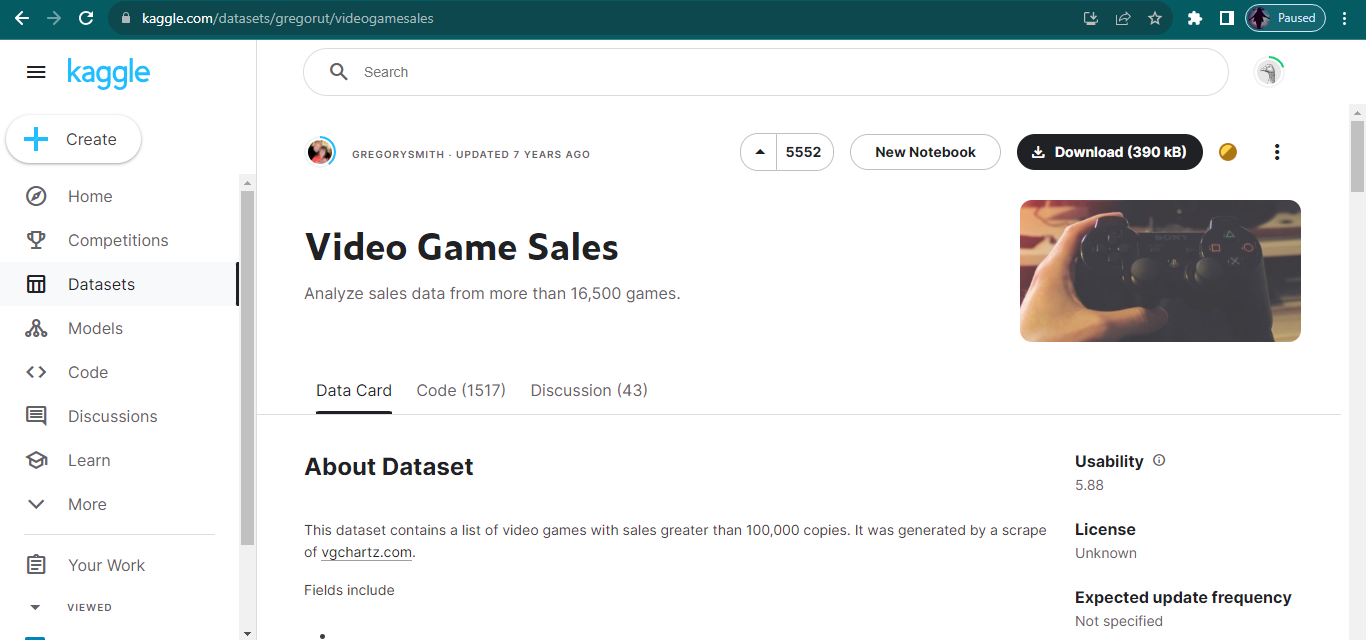 kaggle.com/datasets/gregorut/videogamesales
Paused
kaggle
Search
Create
Home
Competitions
Datasets
Models
Code
Discussions
Learn
More
Your Work
VIEWED
GREGORYSMITH · UPDATED 7 YEARS AGO
5552
New Notebook
Download (390 kB)
Video Game Sales
Analyze sales data from more than 16,500 games.
SONY
Data Card
Code (1517)
Discussion (43)
About Dataset
This dataset contains a list of video games with sales greater than 100,000 copies. It was generated by a scrape
of vgchartz.com.
Fields include
Usability
5.88
License
Unknown
Expected update frequency
Not specified